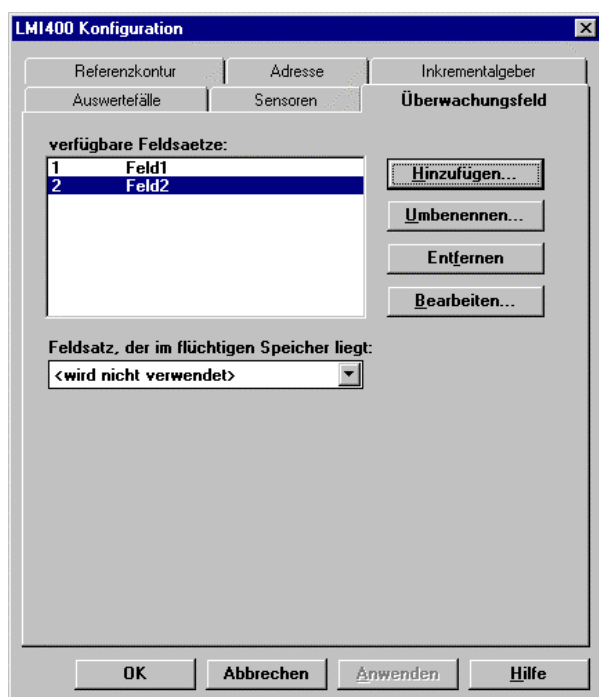 LMI400 Konfiguration
Referenzkontur Adresse Inkrementalgeber
Auswertefälle Sensoren Überwachungsfeld
verfügbare Feldsaetze:
1 Feld1
2 Feld2
Hinzufügen...
Umbenennen...
Entfernen
Bearbeiten...
Feldsatz, der im flüchtigen Speicher liegt:
<wird nicht verwendet>
OK Abbrechen Anwenden Hilfe